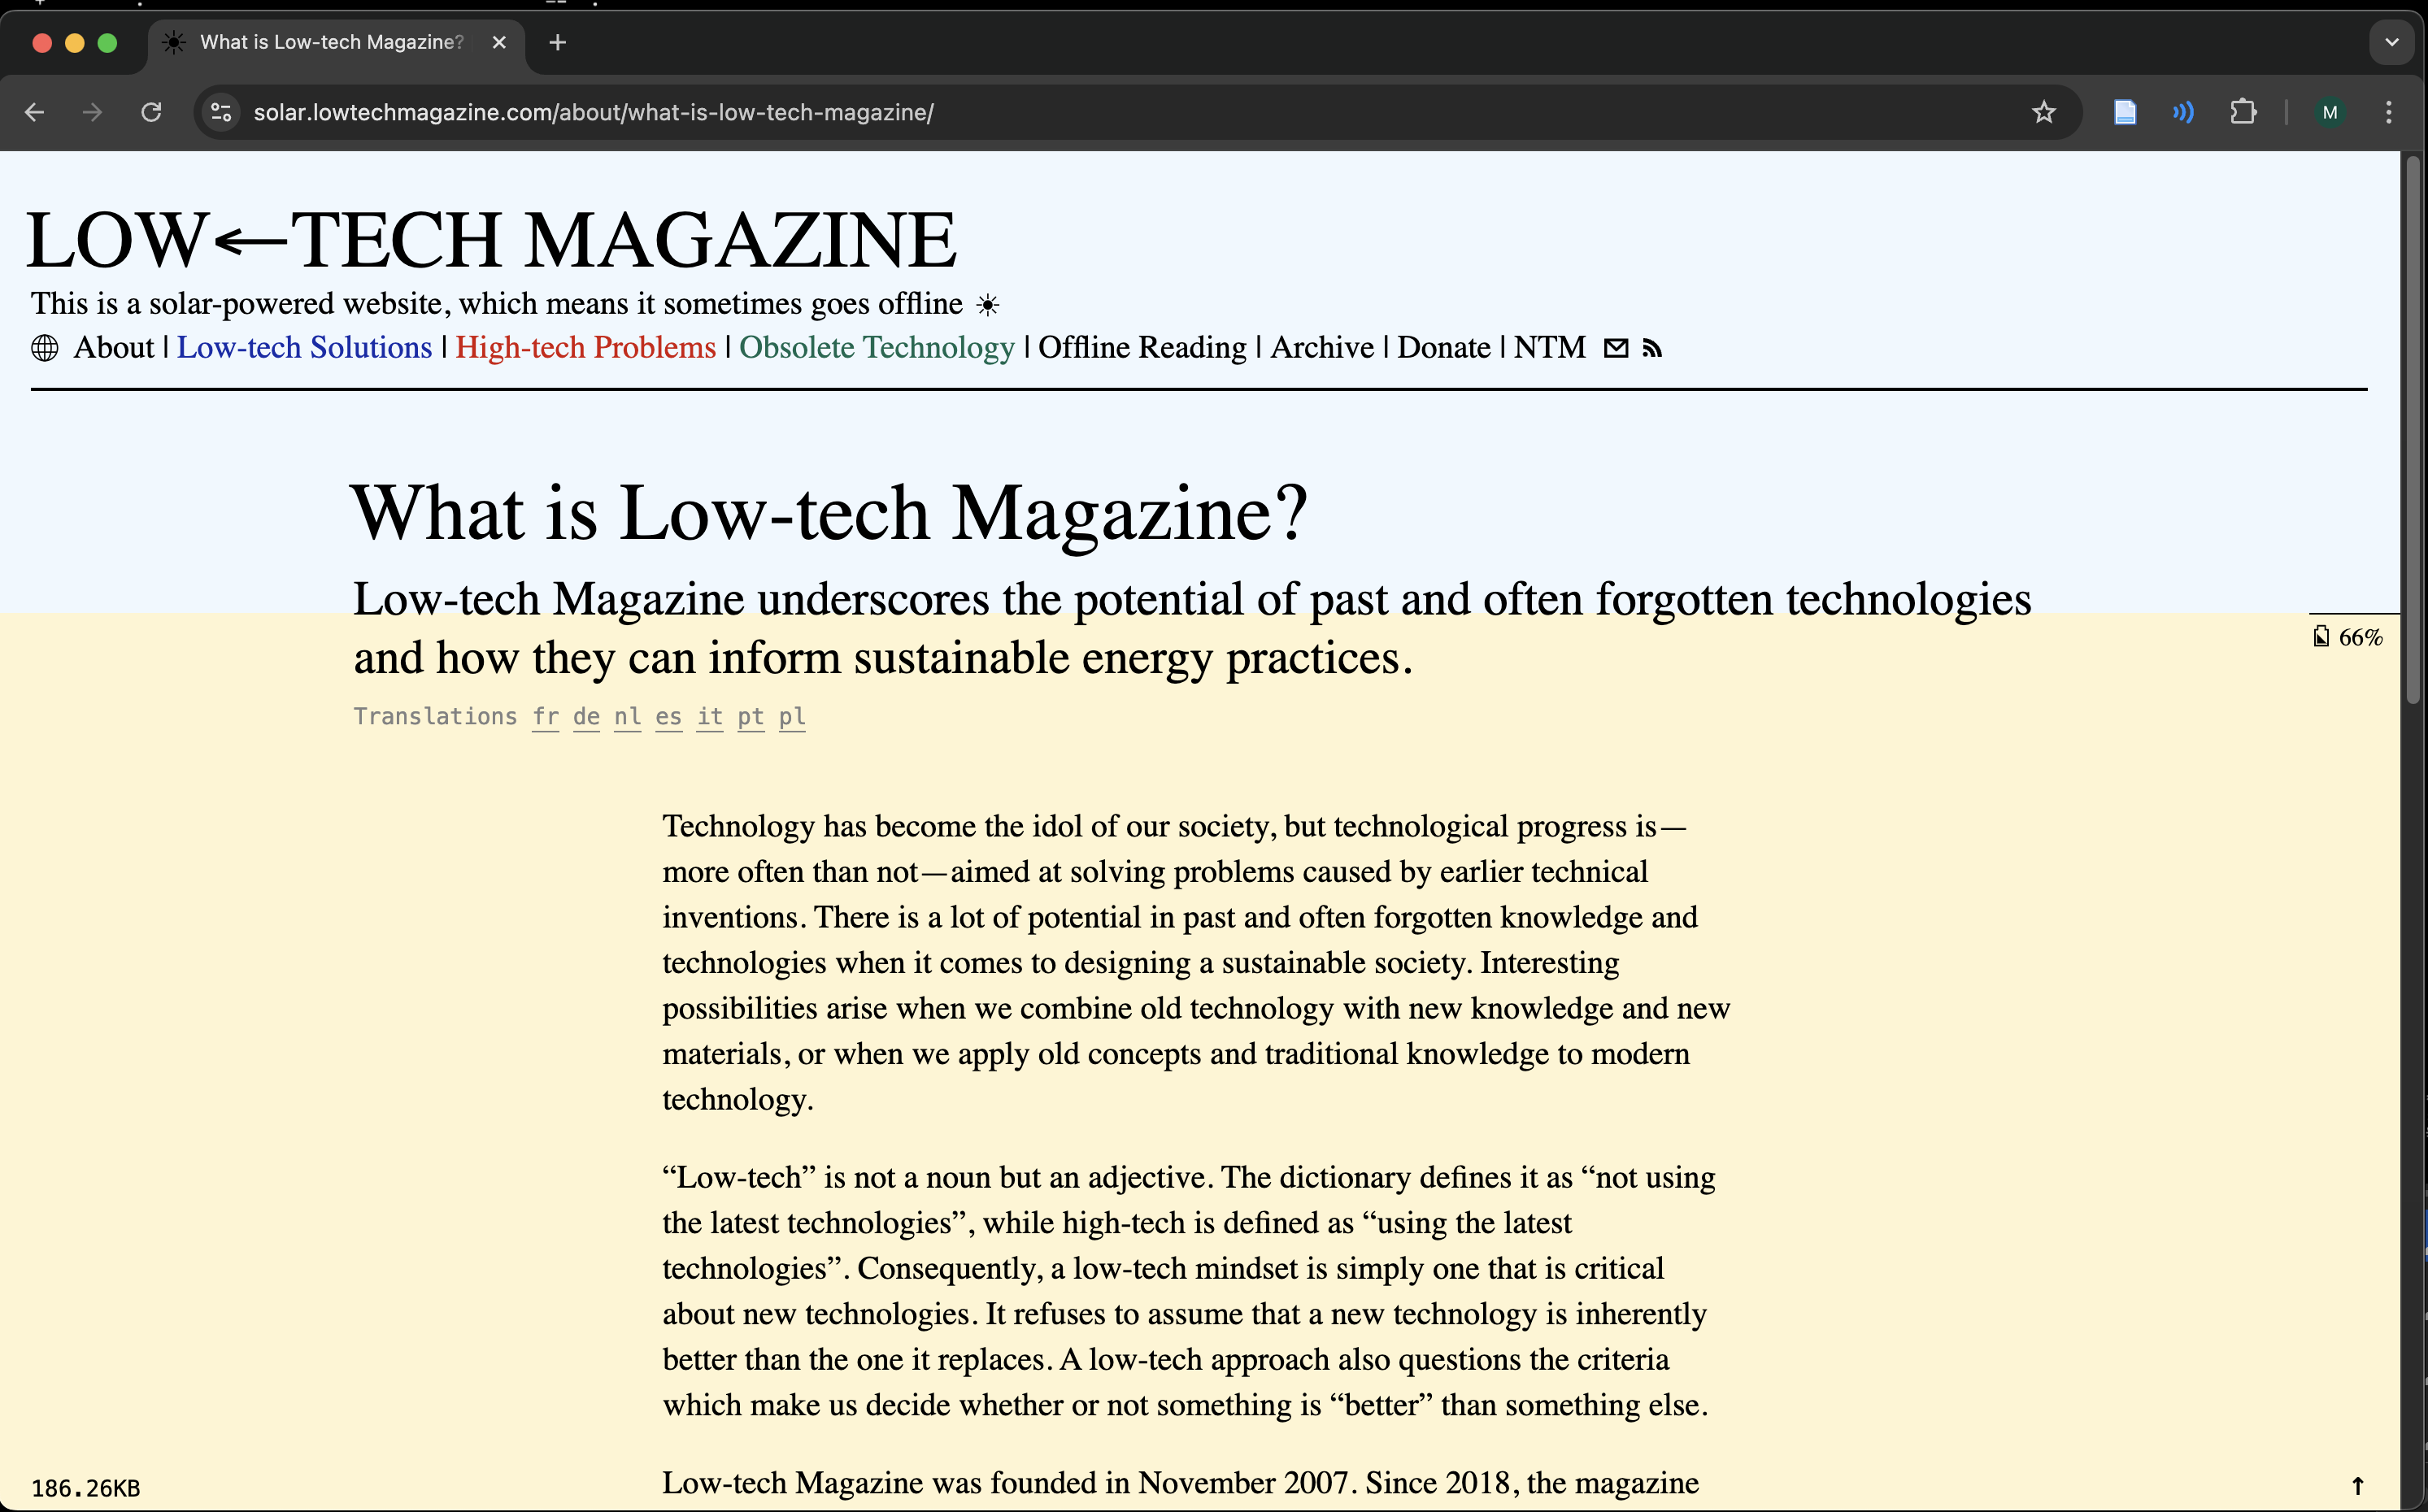 What is Low-tech Magazine?
solar.lowtechmagazine.com/about/what-is-low-tech-magazine/
M
LOW←TECH MAGAZINE
This is a solar-powered website, which means it sometimes goes offline ☀
About | Low-tech Solutions | High-tech Problems | Obsolete Technology | Offline Reading | Archive | Donate | NTM
What is Low-tech Magazine?
Low-tech Magazine underscores the potential of past and often forgotten technologies
and how they can inform sustainable energy practices.
66%
Translations fr de nl es it pt pl
Technology has become the idol of our society, but technological progress is—
more often than not—aimed at solving problems caused by earlier technical
inventions. There is a lot of potential in past and often forgotten knowledge and
technologies when it comes to designing a sustainable society. Interesting
possibilities arise when we combine old technology with new knowledge and new
materials, or when we apply old concepts and traditional knowledge to modern
technology.
“Low-tech” is not a noun but an adjective. The dictionary defines it as “not using
the latest technologies”, while high-tech is defined as “using the latest
technologies”. Consequently, a low-tech mindset is simply one that is critical
about new technologies. It refuses to assume that a new technology is inherently
better than the one it replaces. A low-tech approach also questions the criteria
which make us decide whether or not something is “better” than something else.
Low-tech Magazine was founded in November 2007. Since 2018, the magazine
186.26KB
↑